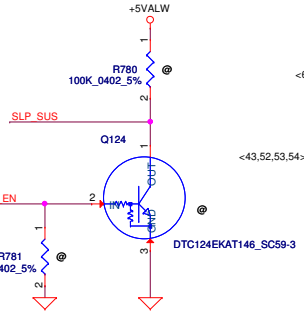 +5VALW
1
R780
100K_0402_5%
@
2
SLP_SUS
Q124
1
<43,52,53,54>
OUT
EN
2
IN
@
GND
DTC124EKAT146_SC59-3
3
1
R781
402_5%
@
2